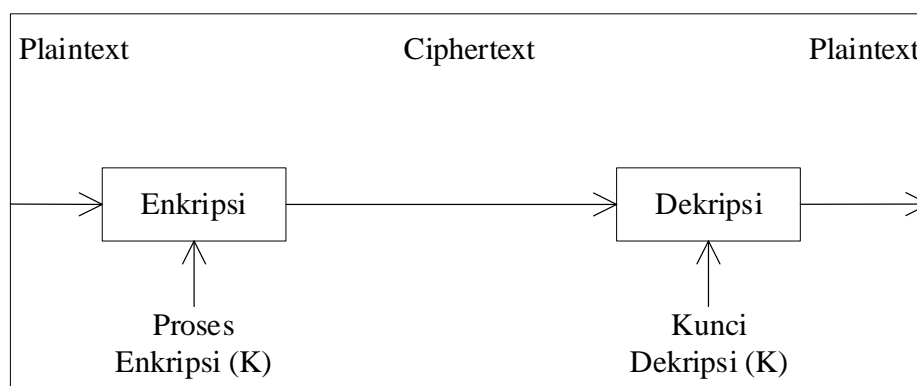 Plaintext
Ciphertext
Plaintext
Enkripsi
Dekripsi
Proses
Enkripsi (K)
Kunci
Dekripsi (K)